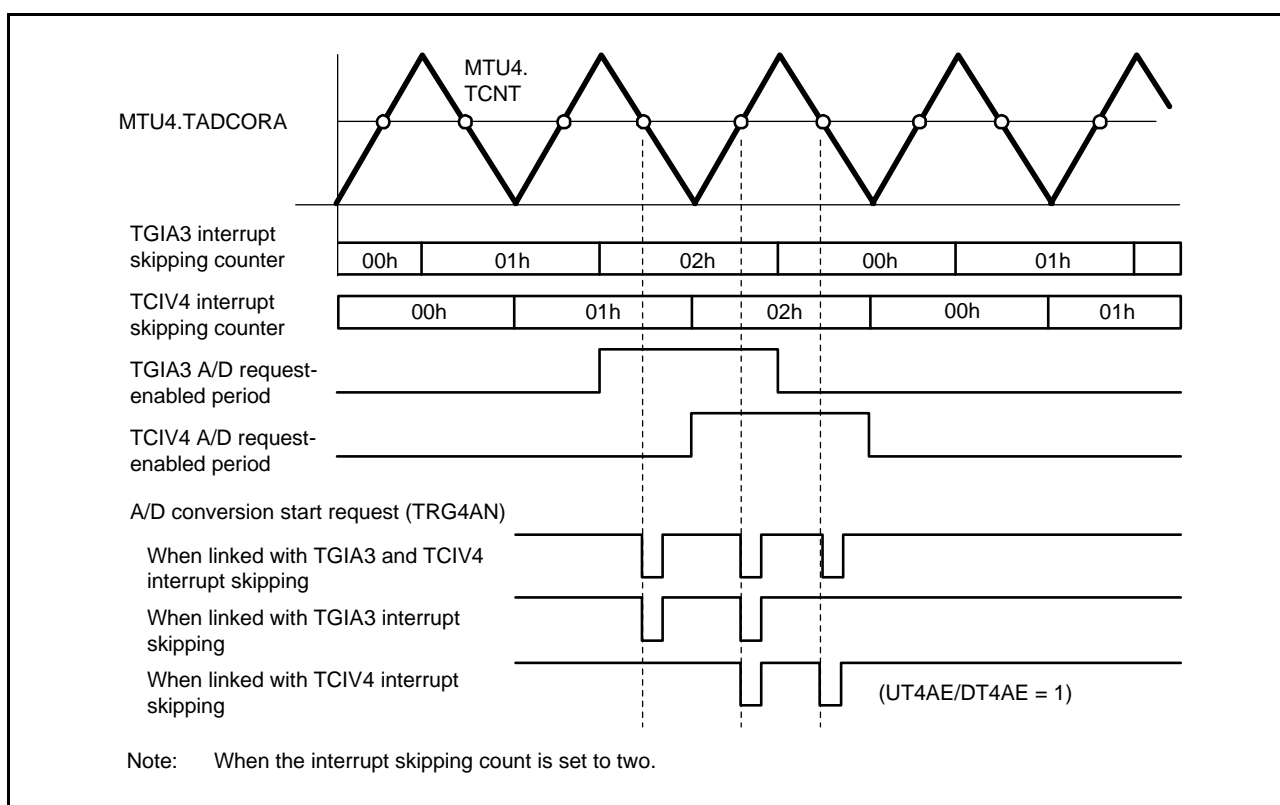 MTU4.
TCNT
MTU4.TADCORA
TGIA3 interrupt
skipping counter
00h 01h 02h 00h 01h
TCIV4 interrupt
skipping counter
00h 01h 02h 00h 01h
TGIA3 A/D request-
enabled period
TCIV4 A/D request-
enabled period
A/D conversion start request (TRG4AN)
When linked with TGIA3 and TCIV4
interrupt skipping
When linked with TGIA3 interrupt
skipping
When linked with TCIV4 interrupt
skipping
(UT4AE/DT4AE = 1)
Note: When the interrupt skipping count is set to two.